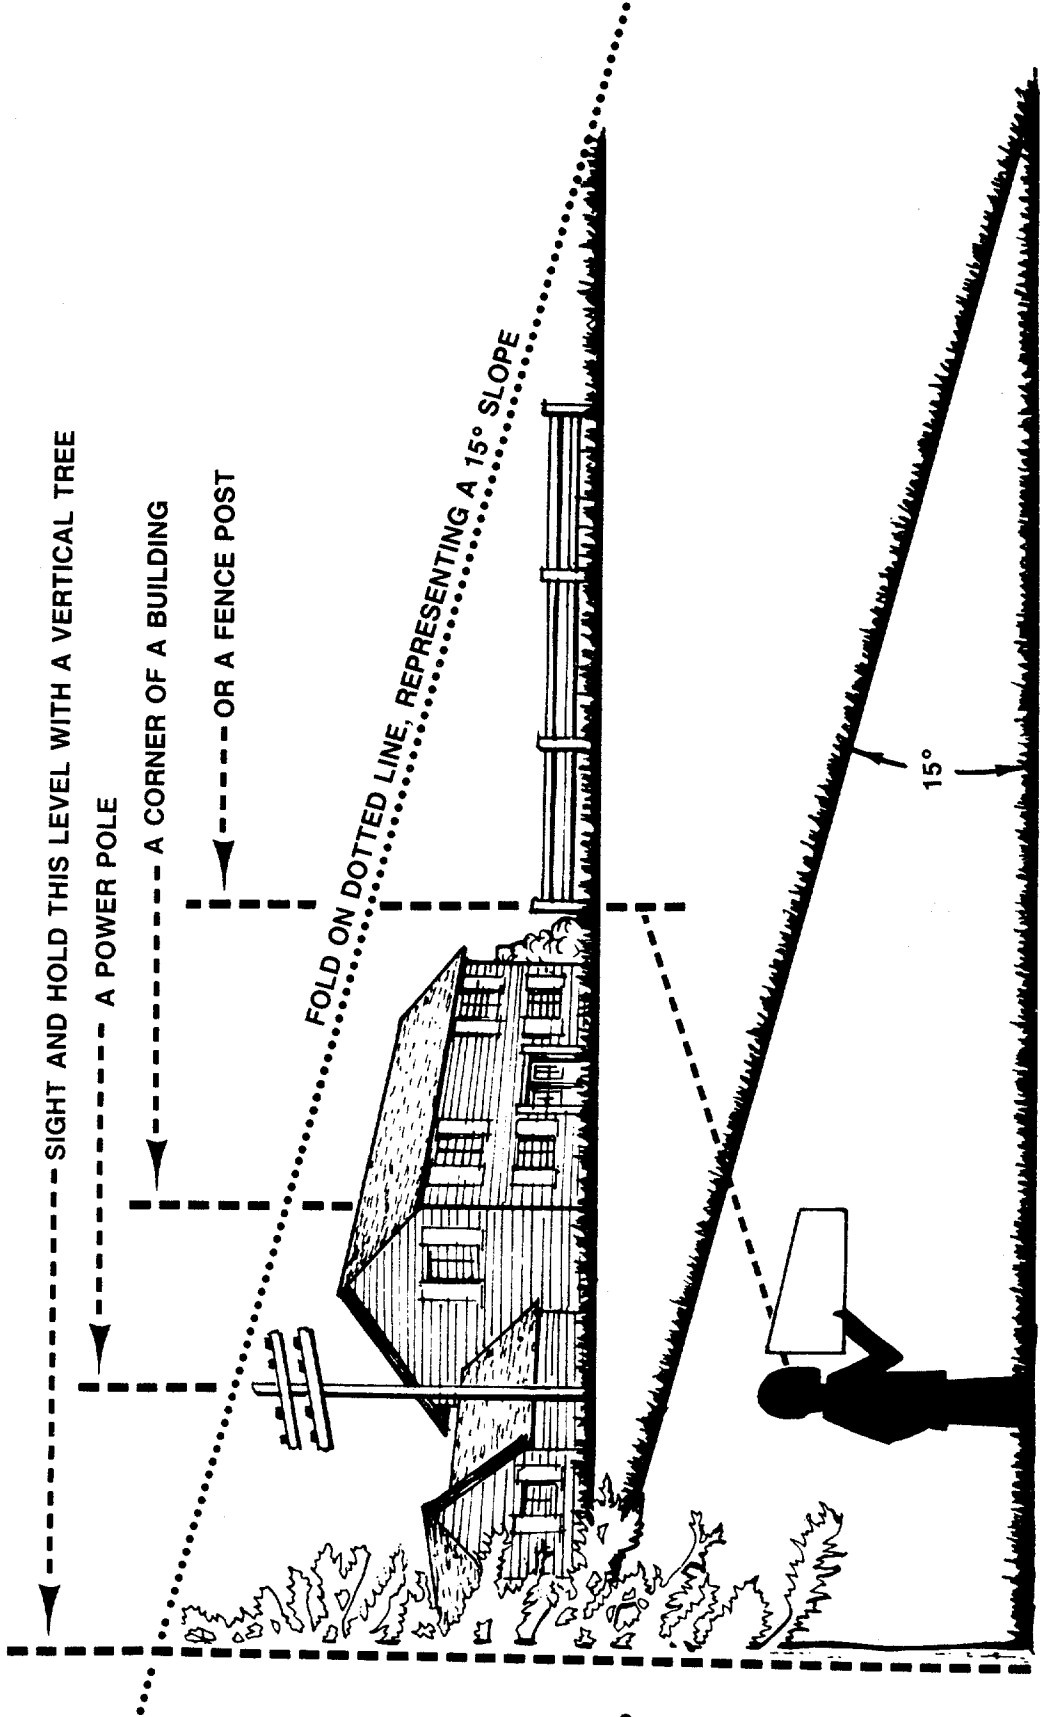 SIGHT AND HOLD THIS LEVEL WITH A VERTICAL TREE
A POWER POLE
A CORNER OF A BUILDING
OR A FENCE POST
FOLD ON DOTTED LINE, REPRESENTING A 15° SLOPE
15°